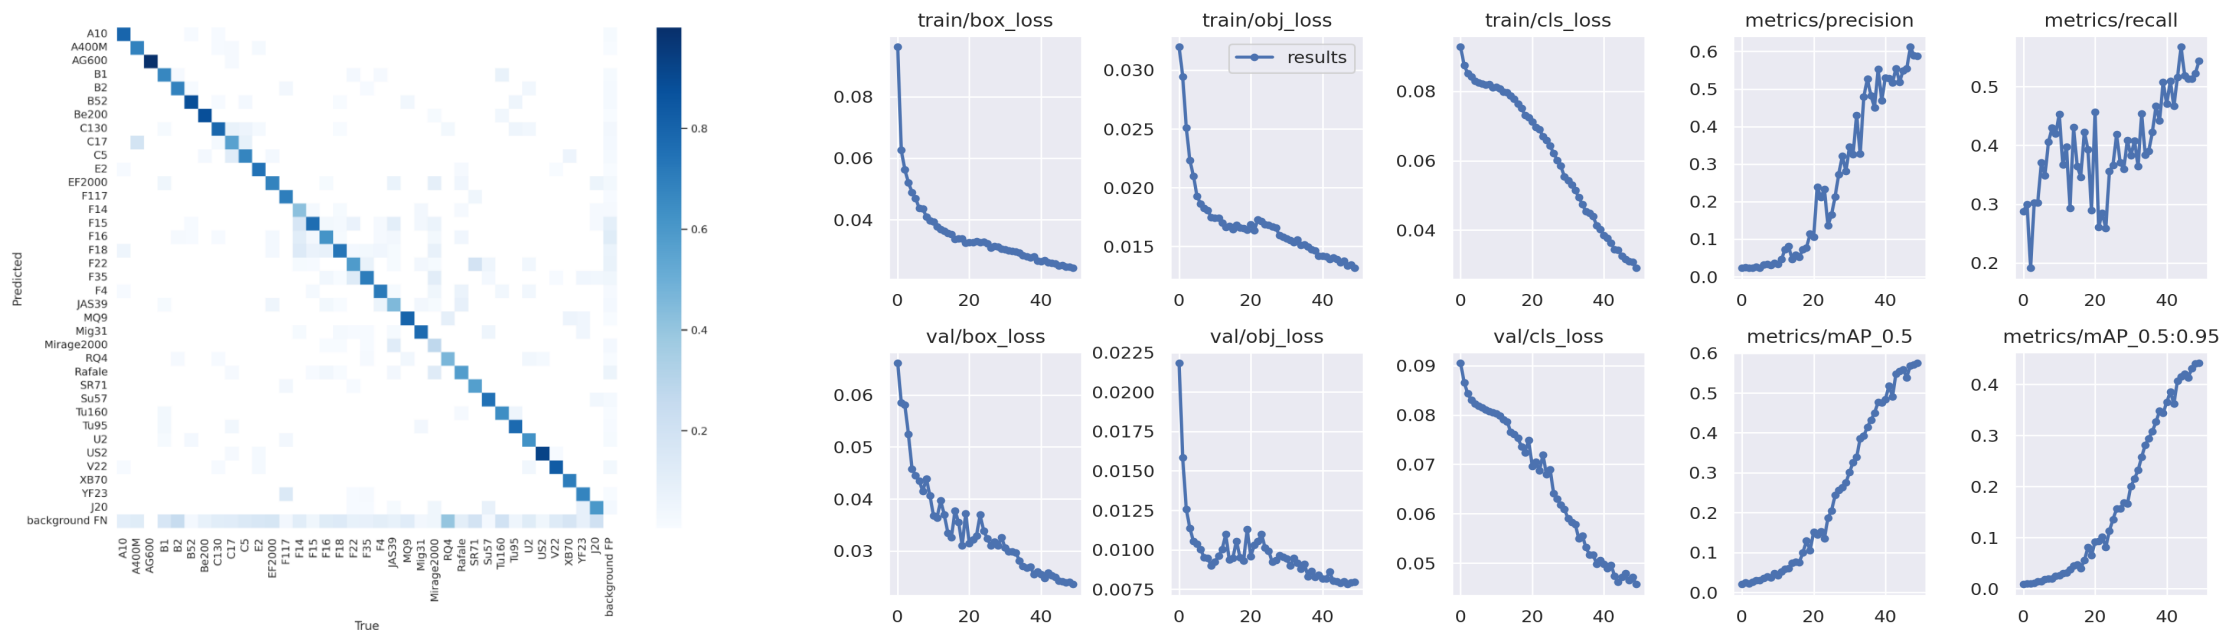 A10
A400M
AG600
B1
B2
B52
Be200
C130
C17
C5
E2
EF2000
F117
F14
F15
F16
F18
F22
F35
F4
JAS39
MQ9
Mig31
Mirage2000
RQ4
Rafale
SR71
Su57
Tu160
Tu95
U2
US2
V22
XB70
YF23
J20
background FN
Predicted
A10
A400M
AG600
B1
B2
B52
Be200
C130
C17
C5
E2
EF2000
F117
F14
F15
F16
F18
F22
F35
F4
JAS39
MQ9
Mig31
Mirage2000
RQ4
Rafale
SR71
Su57
Tu160
Tu95
U2
US2
V22
XB70
YF23
J20
background FP
True
0.8
0.6
0.4
0.2
train/box_loss
0.08
0.06
0.04
0 20 40
train/obj_loss
results
0.030
0.025
0.020
0.015
0 20 40
train/cls_loss
0.08
0.06
0.04
0 20 40
metrics/precision
0.6
0.5
0.4
0.3
0.2
0.1
0.0
0 20 40
metrics/recall
0.5
0.4
0.3
0.2
0 20 40
val/box_loss
0.06
0.05
0.04
0.03
0 20 40
val/obj_loss
0.0225
0.0200
0.0175
0.0150
0.0125
0.0100
0.0075
0 20 40
val/cls_loss
0.09
0.08
0.07
0.06
0.05
0 20 40
metrics/mAP_0.5
0.6
0.5
0.4
0.3
0.2
0.1
0.0
0 20 40
metrics/mAP_0.5:0.95
0.4
0.3
0.2
0.1
0.0
0 20 40